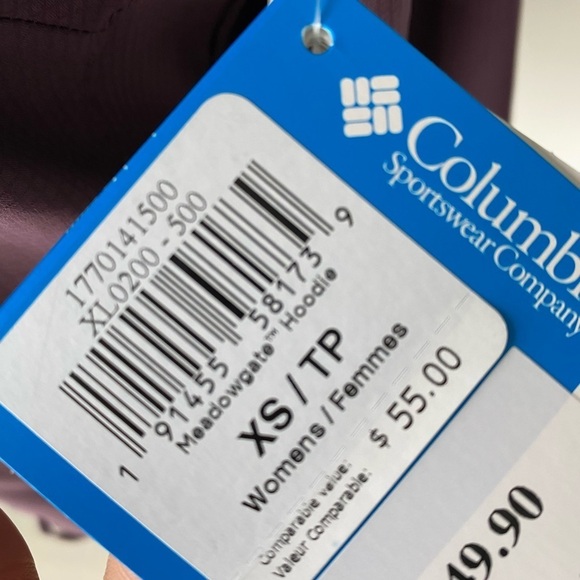 Columbi
Sportswear Company
1770141500
XL0200 - 500
1 91455 58173 9
Meadowgate™ Hoodie
XS / TP
Womens / Femmes
Comparable value:
Valeur Comparable:
$ 55.00
49.90